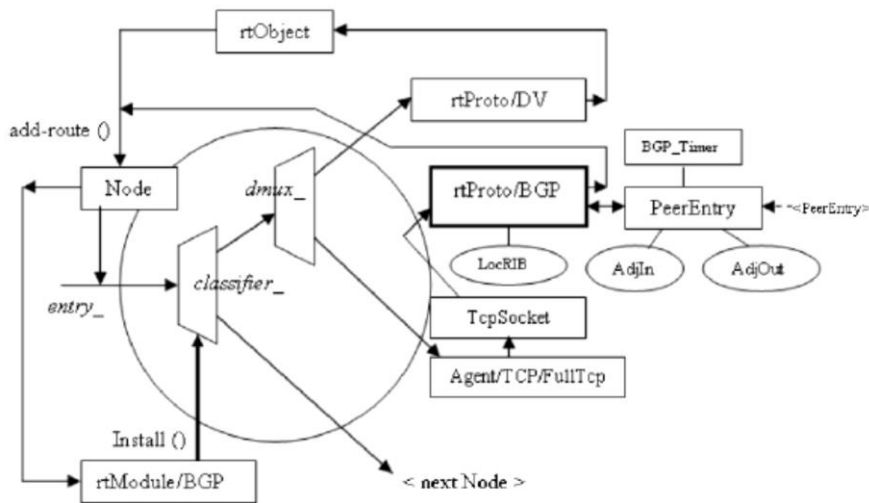 rtObject
rtProto/DV
add-route ()
BGP_Timer
Node
dmux_
rtProto/BGP
PeerEntry
<PeerEntry>
LocRIB
AdjIn
AdjOut
classifier_
entry_
TcpSocket
Agent/TCP/FullTcp
Install ()
rtModule/BGP
< next Node >